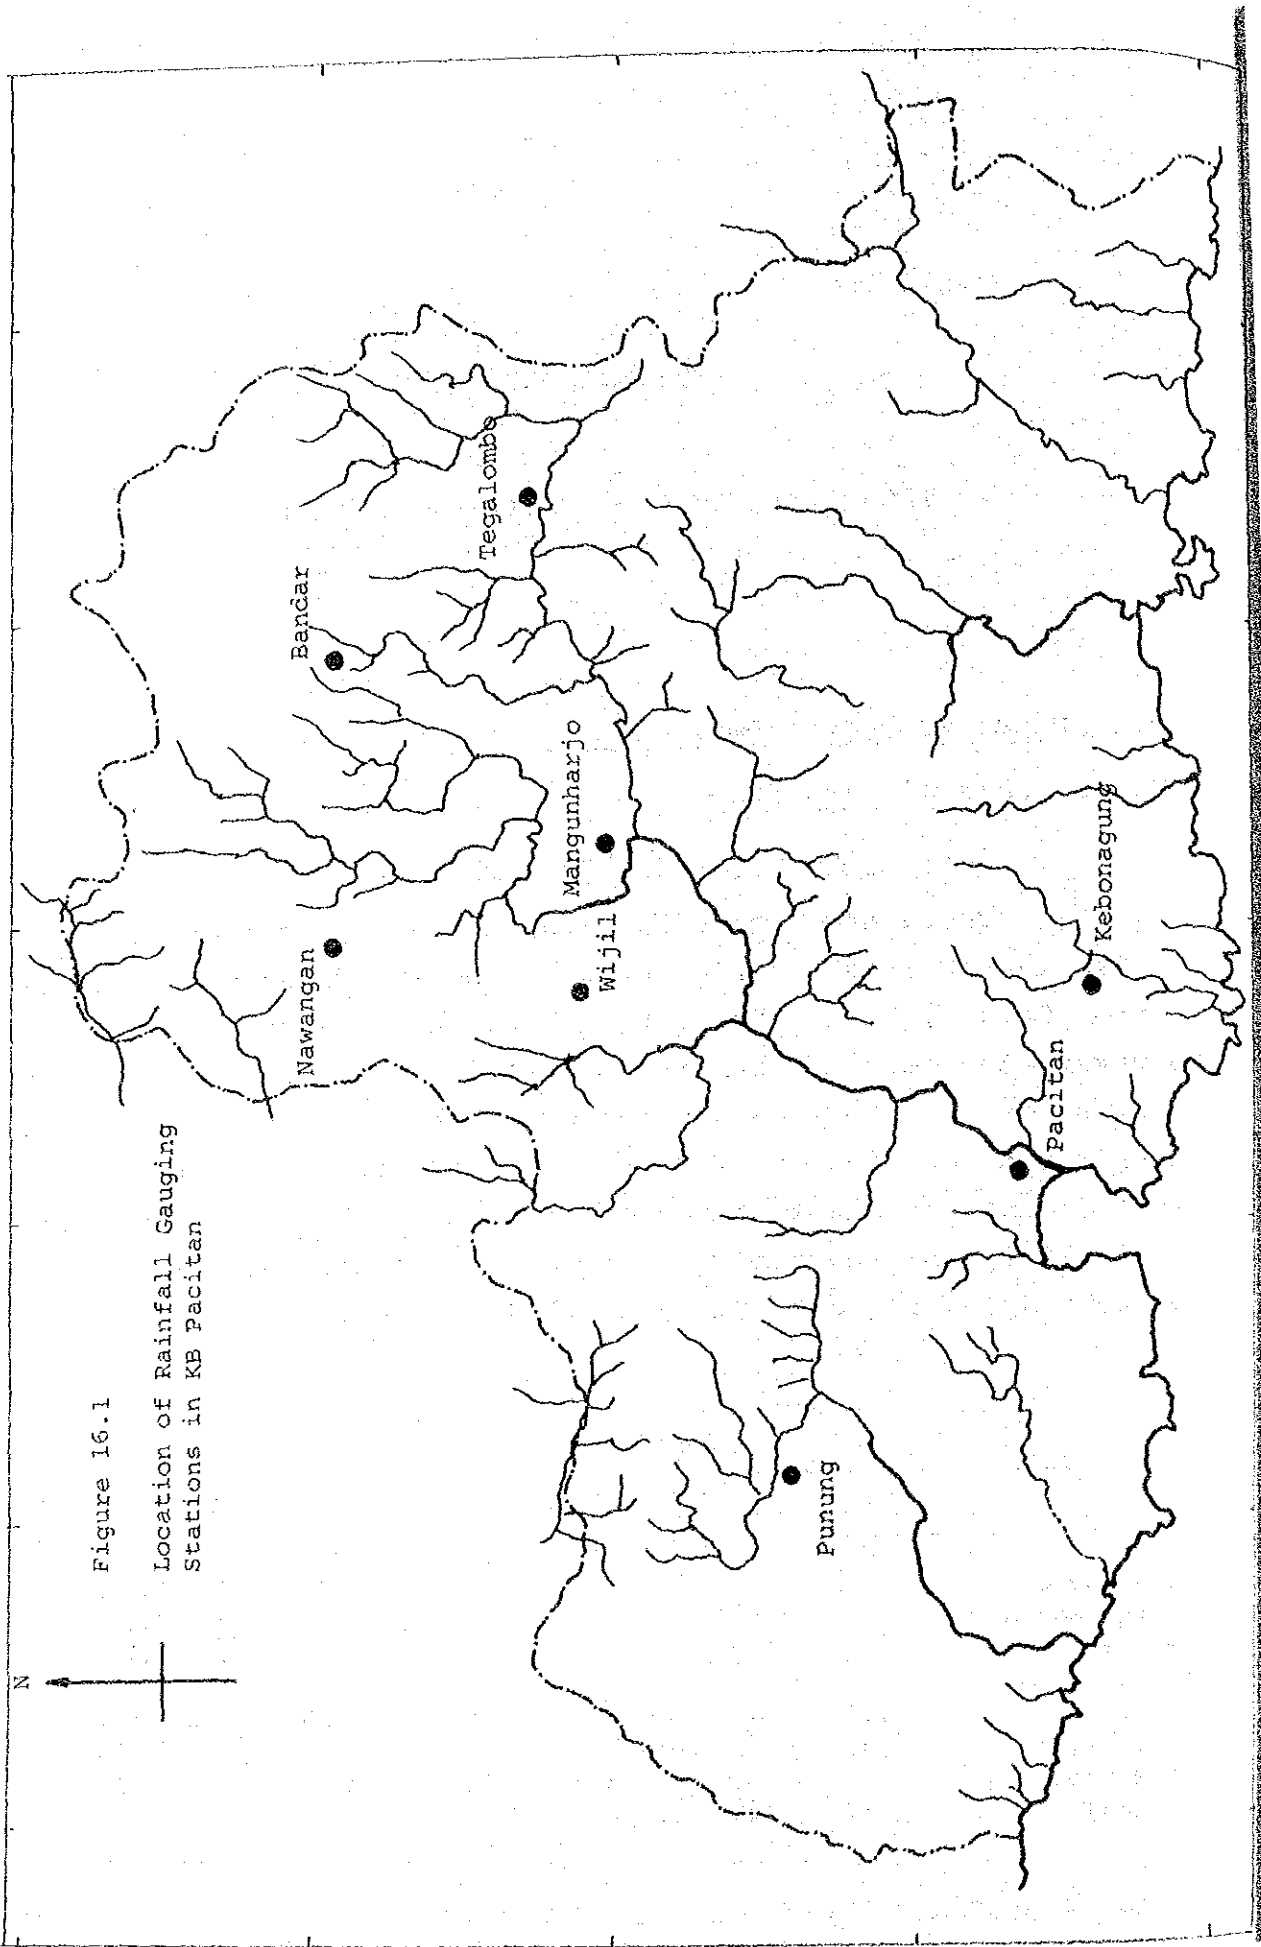 N
Figure 16.1
Location of Rainfall Gauging
Stations in KB Pacitan
Nawangan
Bandar
Tegalombo
Mangunharjo
Wijil
Punung
Pacitan
Kebonagung